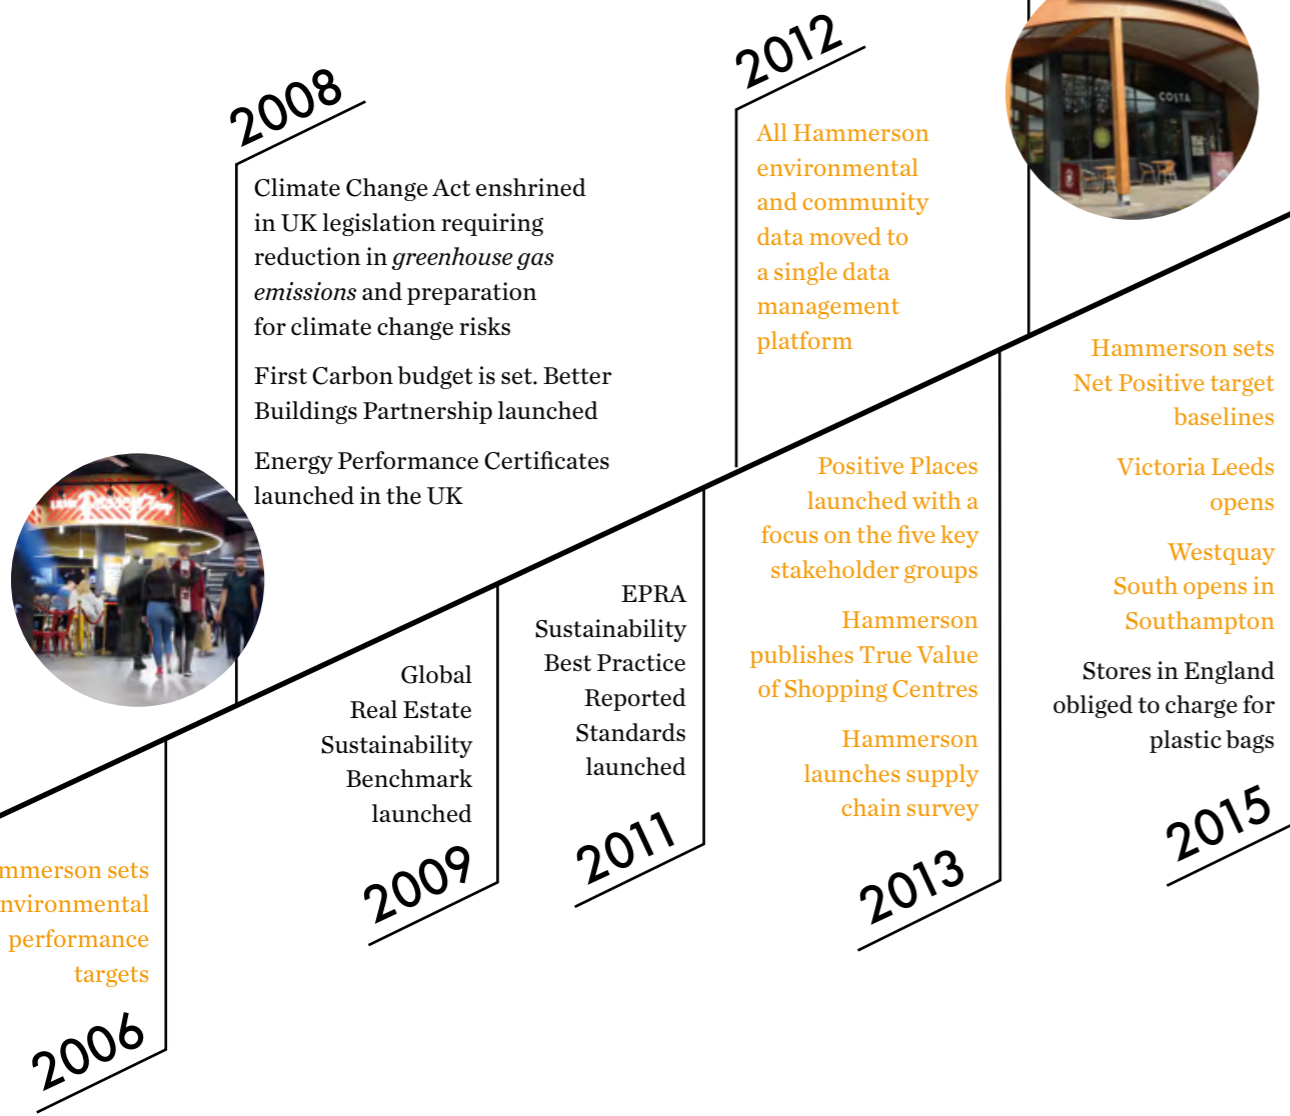 2006
mmerson sets
nvironmental
performance
targets
2008
Climate Change Act enshrined
in UK legislation requiring
reduction in greenhouse gas
emissions and preparation
for climate change risks
First Carbon budget is set. Better
Buildings Partnership launched
Energy Performance Certificates
launched in the UK
Global
Real Estate
Sustainability
Benchmark
launched
2009
EPRA
Sustainability
Best Practice
Reported
Standards
launched
2011
2012
All Hammerson
environmental
and community
data moved to
a single data
management
platform
Positive Places
launched with a
focus on the five key
stakeholder groups
Hammerson
publishes True Value
of Shopping Centres
Hammerson
launches supply
chain survey
2013
COSTA
Hammerson sets
Net Positive target
baselines
Victoria Leeds
opens
Westquay
South opens in
Southampton
Stores in England
obliged to charge for
plastic bags
2015